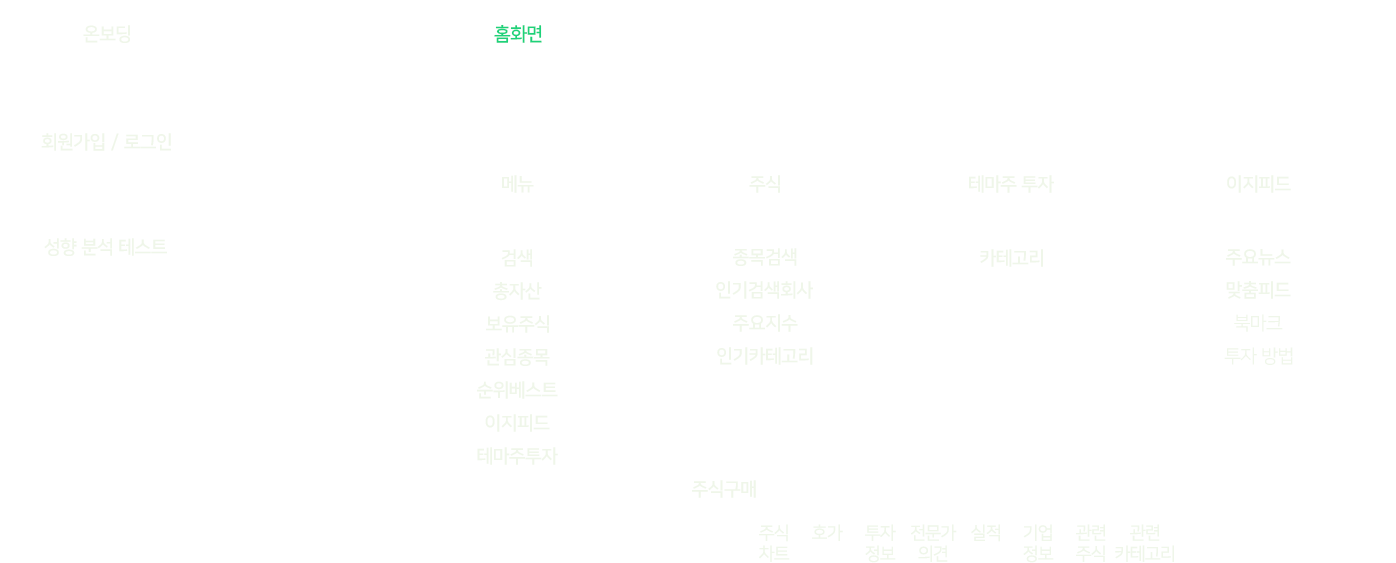 온보딩
홈화면
회원가입 / 로그인
성향 분석 테스트
메뉴
검색
총자산
보유주식
관심종목
순위베스트
이지피드
테마주투자
주식
종목검색
인기검색회사
주요지수
인기카테고리
테마주 투자
카테고리
이지피드
주요뉴스
맞춤피드
북마크
투자 방법
주식구매
주식
차트
호가
투자
정보
전문가
의견
실적
기업
정보
관련
주식
관련
카테고리